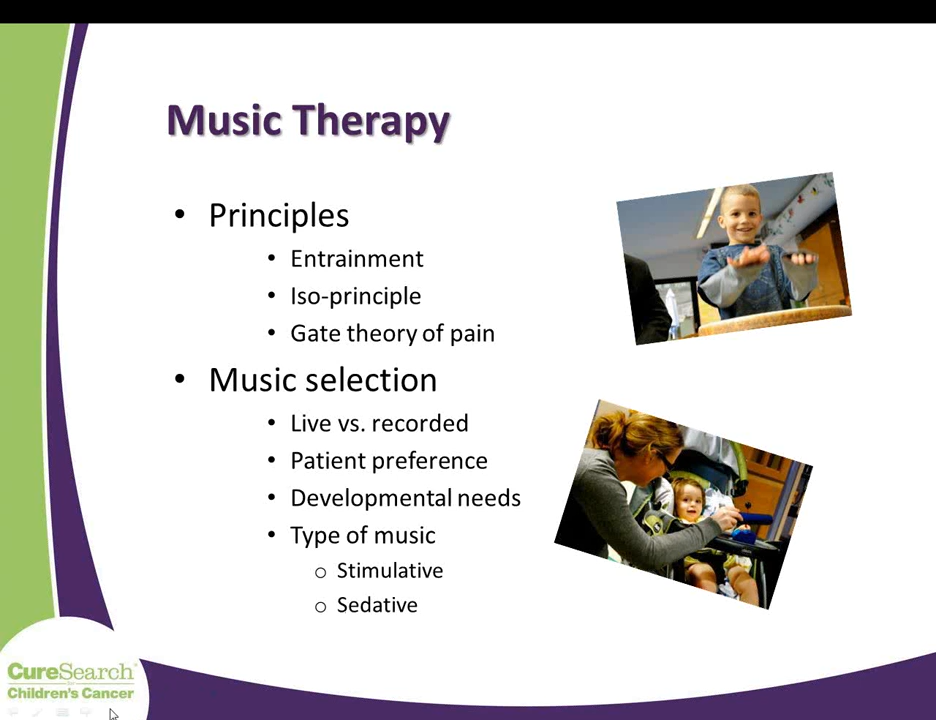 Music Therapy
• Principles
• Entrainment
• Iso-principle
• Gate theory of pain
• Music selection
• Live vs. recorded
• Patient preference
• Developmental needs
• Type of music
o Stimulative
o Sedative
CureSearch
Children's Cancer